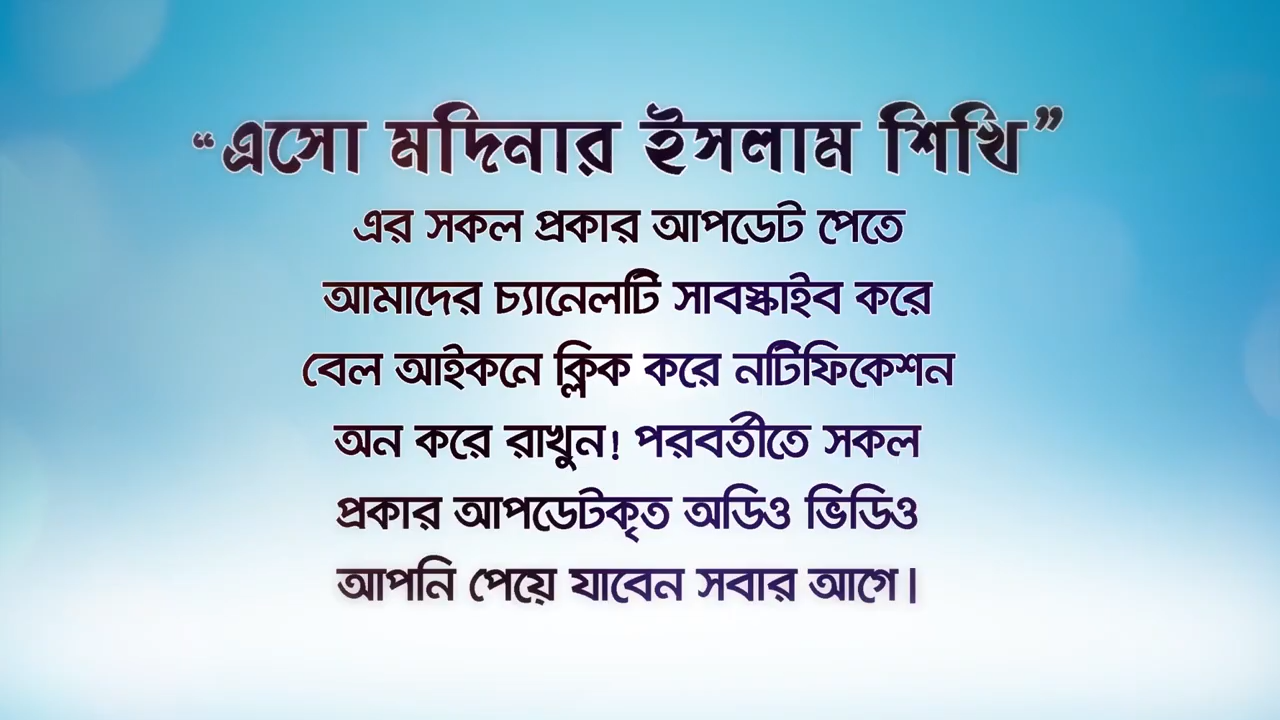 “এসো মদিনার ইসলাম শিখি”
এর সকল প্রকার আপডেট পেতে
আমাদের চ্যানেলটি সাবস্কাইব করে
বেল আইকনে ক্লিক করে নটিফিকেশন
অন করে রাখুন! পরবর্তীতে সকল
প্রকার আপডেটকৃত অডিও ভিডিও
আপনি পেয়ে যাবেন সবার আগে।